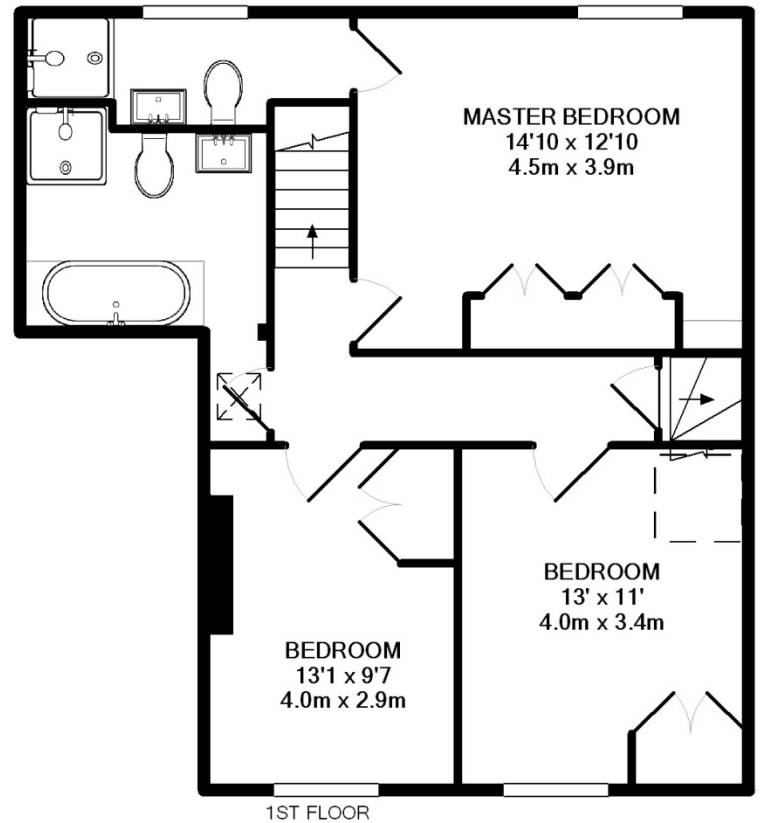 MASTER BEDROOM
14'10 x 12'10
4.5m x 3.9m
BEDROOM
13' x 11'
4.0m x 3.4m
BEDROOM
13'1 x 9'7
4.0m x 2.9m
1ST FLOOR